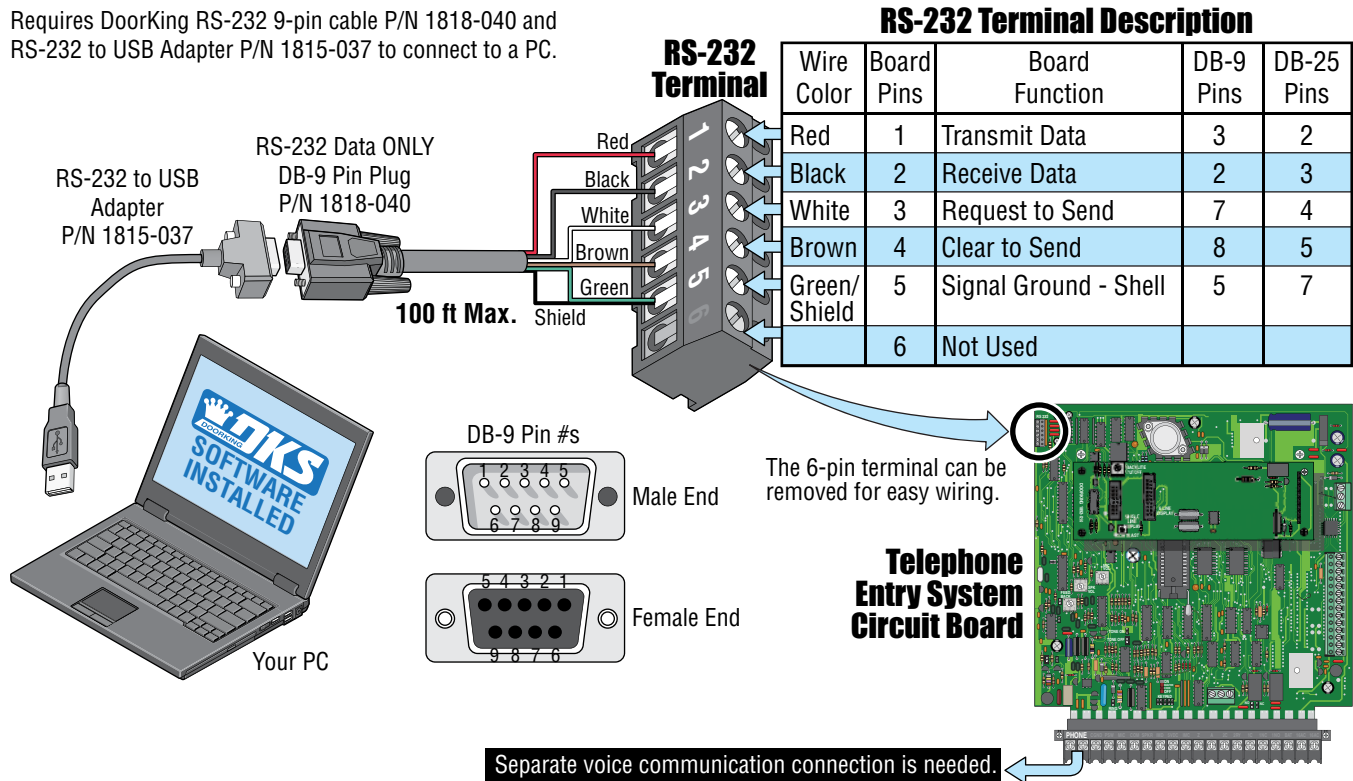 Requires DoorKing RS-232 9-pin cable P/N 1818-040 and
RS-232 to USB Adapter P/N 1815-037 to connect to a PC.
RS-232 Terminal Description
RS-232
Terminal
Wire Color Board Pins Board Function DB-9 Pins DB-25 Pins
Red 1 Transmit Data 3 2
Black 2 Receive Data 2 3
White 3 Request to Send 7 4
Brown 4 Clear to Send 8 5
Green/ Shield 5 Signal Ground - Shell 5 7
6 Not Used
RS-232 to USB
Adapter
P/N 1815-037
RS-232 Data ONLY
DB-9 Pin Plug
P/N 1818-040
Red
Black
White
Brown
Green
Shield
100 ft Max.
1
2
3
4
5
6
DOORKING
DKS
SOFTWARE
INSTALLED
Your PC
DB-9 Pin #s
1 2 3 4 5
6 7 8 9
Male End
5 4 3 2 1
9 8 7 6
Female End
The 6-pin terminal can be
removed for easy wiring.
RS 232
Telephone
Entry System
Circuit Board
PHONE
Separate voice communication connection is needed.